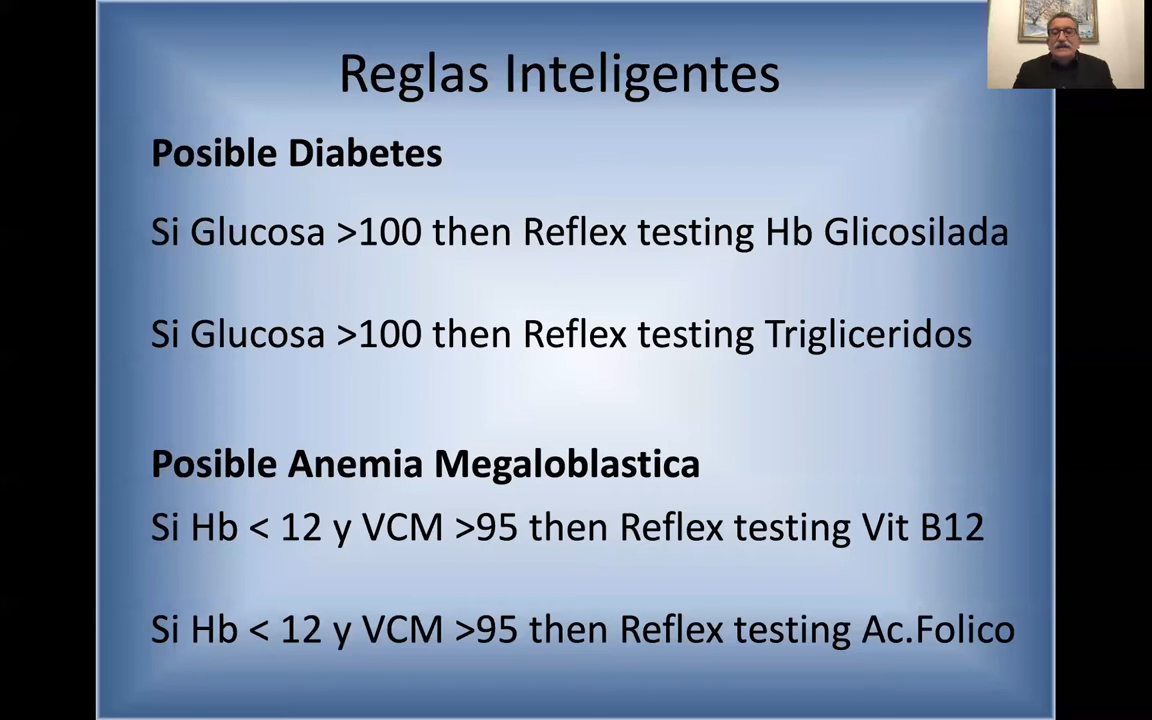 Reglas Inteligentes
Posible Diabetes
Si Glucosa >100 then Reflex testing Hb Glicosilada
Si Glucosa >100 then Reflex testing Trigliceridos
Posible Anemia Megaloblastica
Si Hb < 12 y VCM >95 then Reflex testing Vit B12
Si Hb < 12 y VCM >95 then Reflex testing Ac.Folico